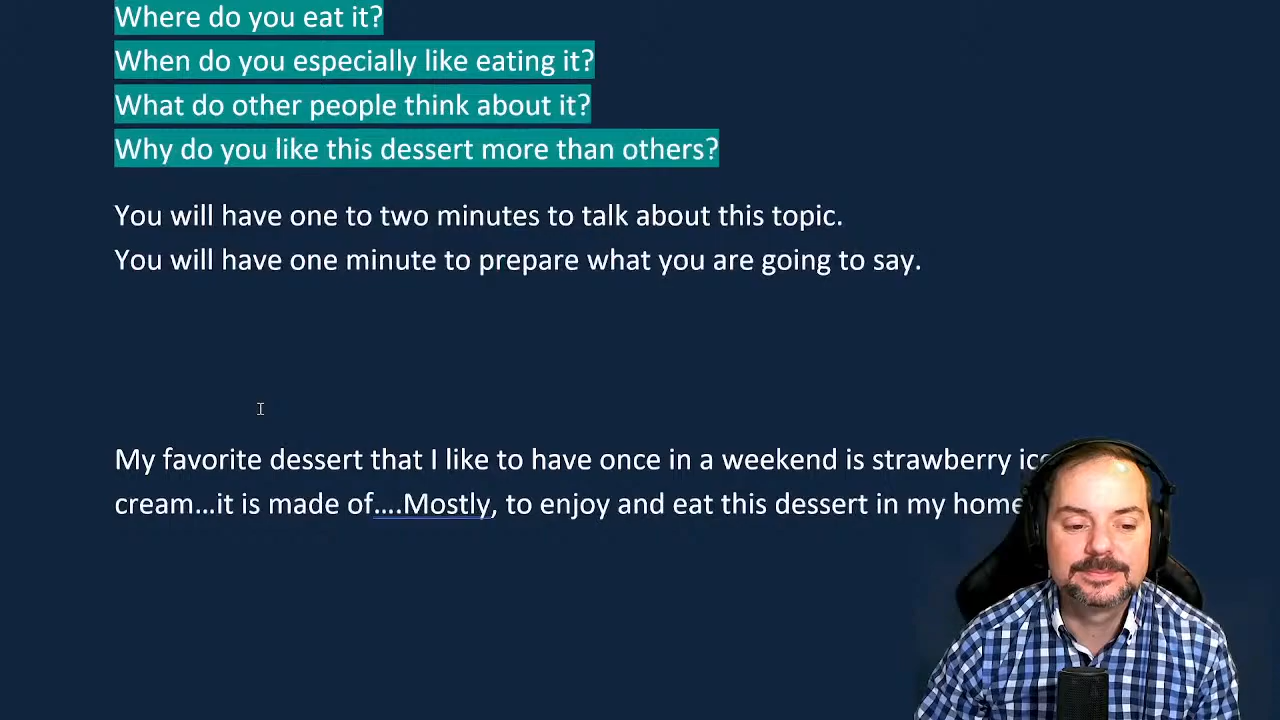 Where do you eat it?
When do you especially like eating it?
What do other people think about it?
Why do you like this dessert more than others?
You will have one to two minutes to talk about this topic.
You will have one minute to prepare what you are going to say.
My favorite dessert that I like to have once in a weekend is strawberry
cream…it is made of….Mostly, to enjoy and eat this dessert in my home